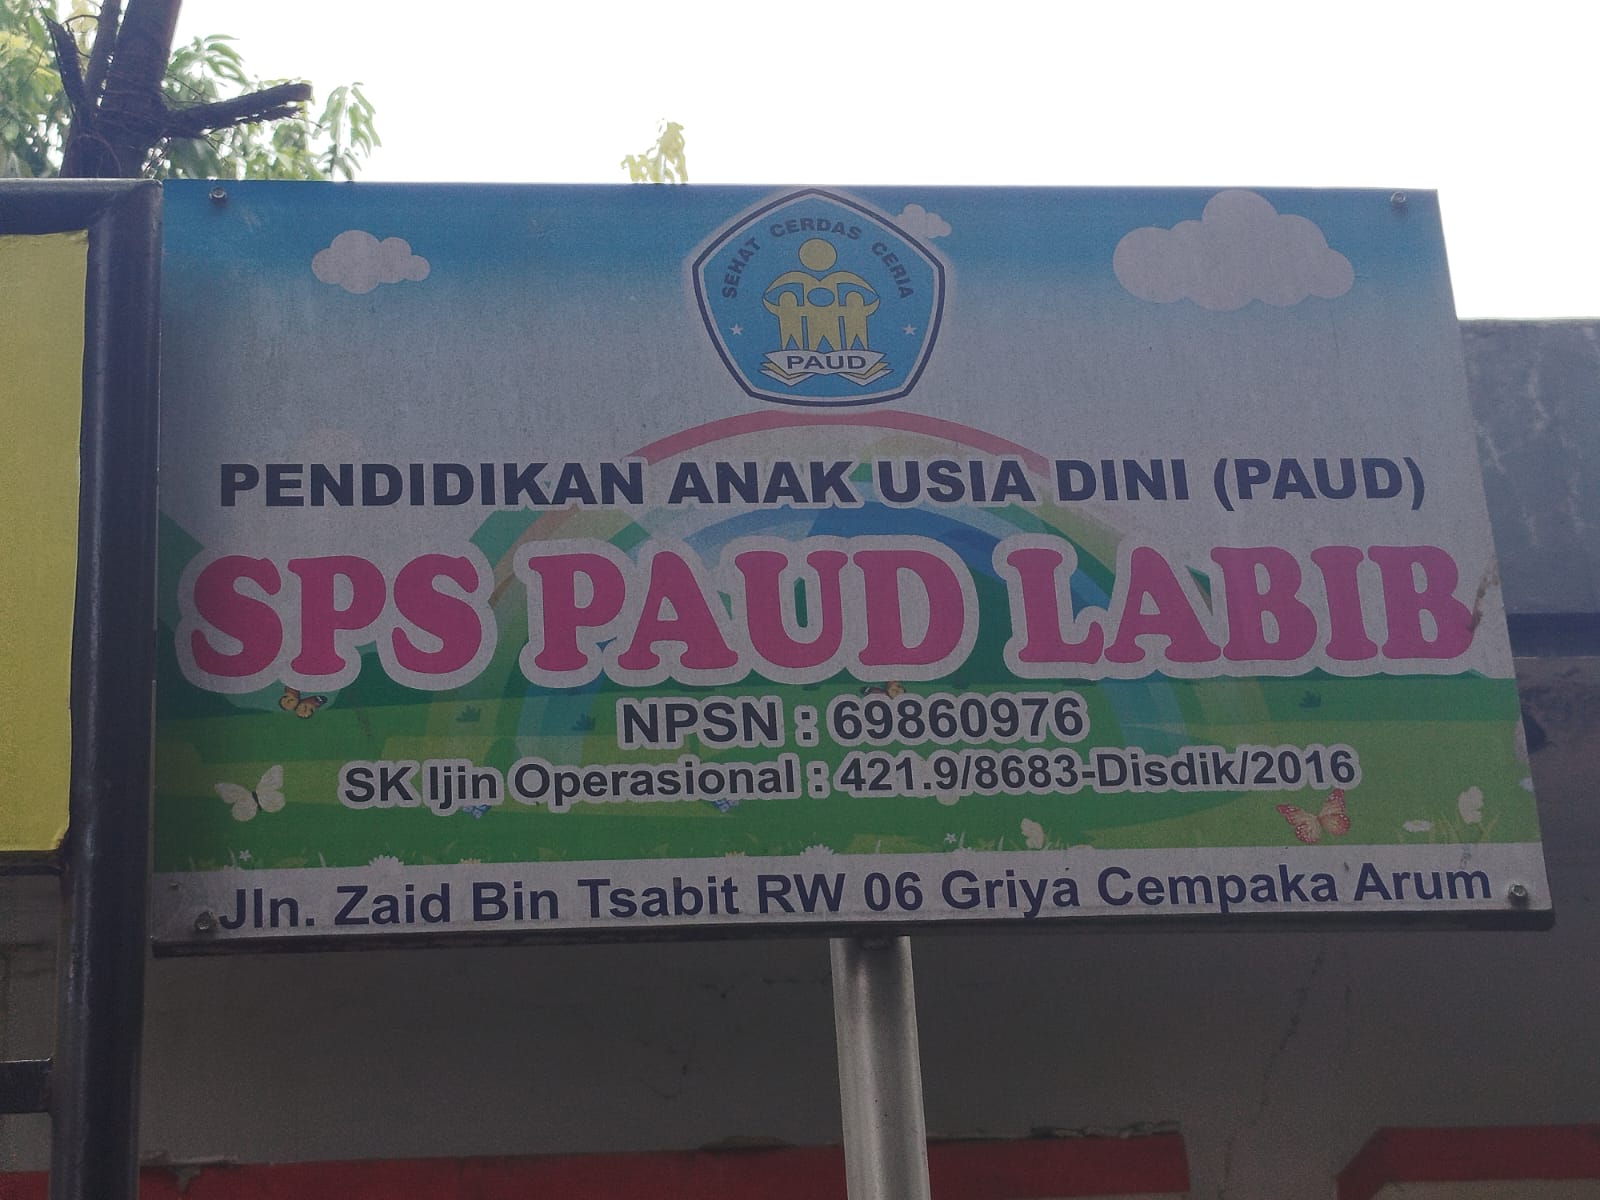 SEHAT CERDAS CERIA
PAUD
PENDIDIKAN ANAK USIA DINI (PAUD)
SPS PAUD LABIB
NPSN : 69860976
SK Ijin Operasional : 421.9/8683-Disdik/2016
Jln. Zaid Bin Tsabit RW 06 Griya Cempaka Arum